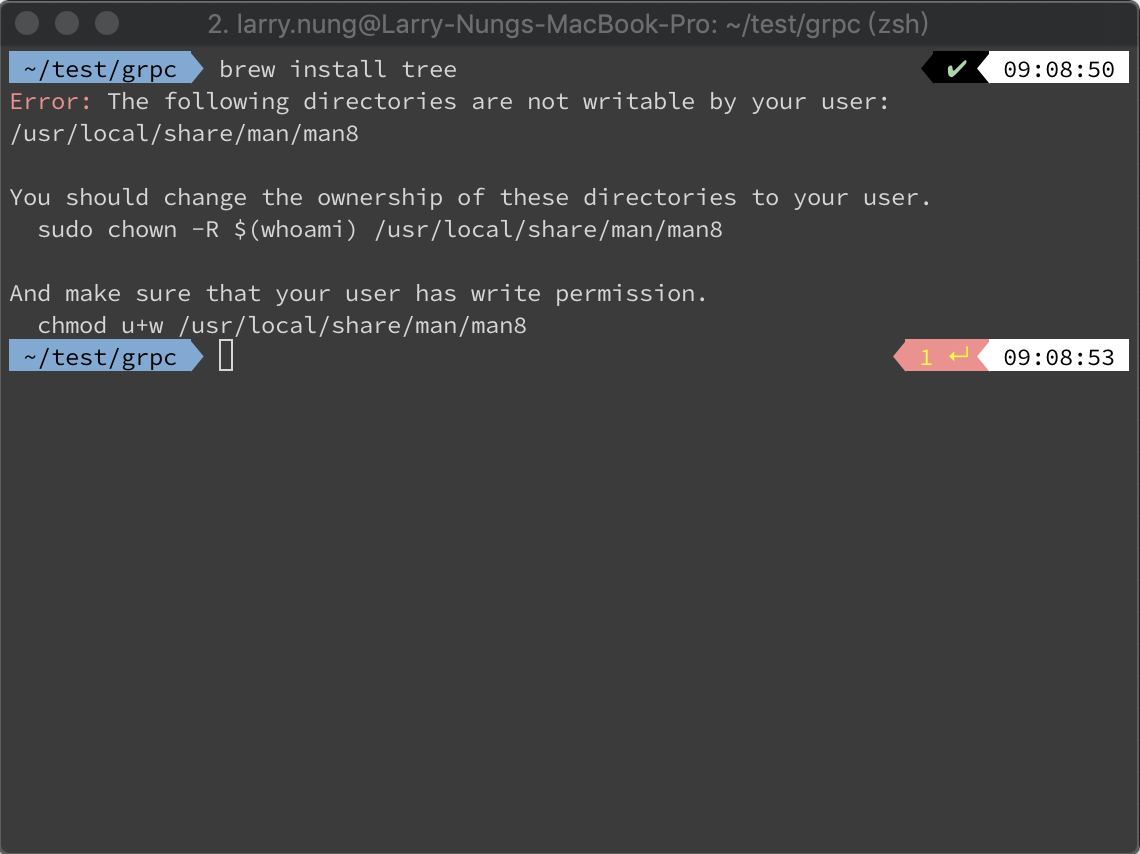 2. larry.nung@Larry-Nungs-MacBook-Pro: ~/test/grpc (zsh)
~/test/grpc brew install tree ✔ 09:08:50
Error: The following directories are not writable by your user:
/usr/local/share/man/man8
You should change the ownership of these directories to your user.
sudo chown -R $(whoami) /usr/local/share/man/man8
And make sure that your user has write permission.
chmod u+w /usr/local/share/man/man8
~/test/grpc 1 ↵ 09:08:53